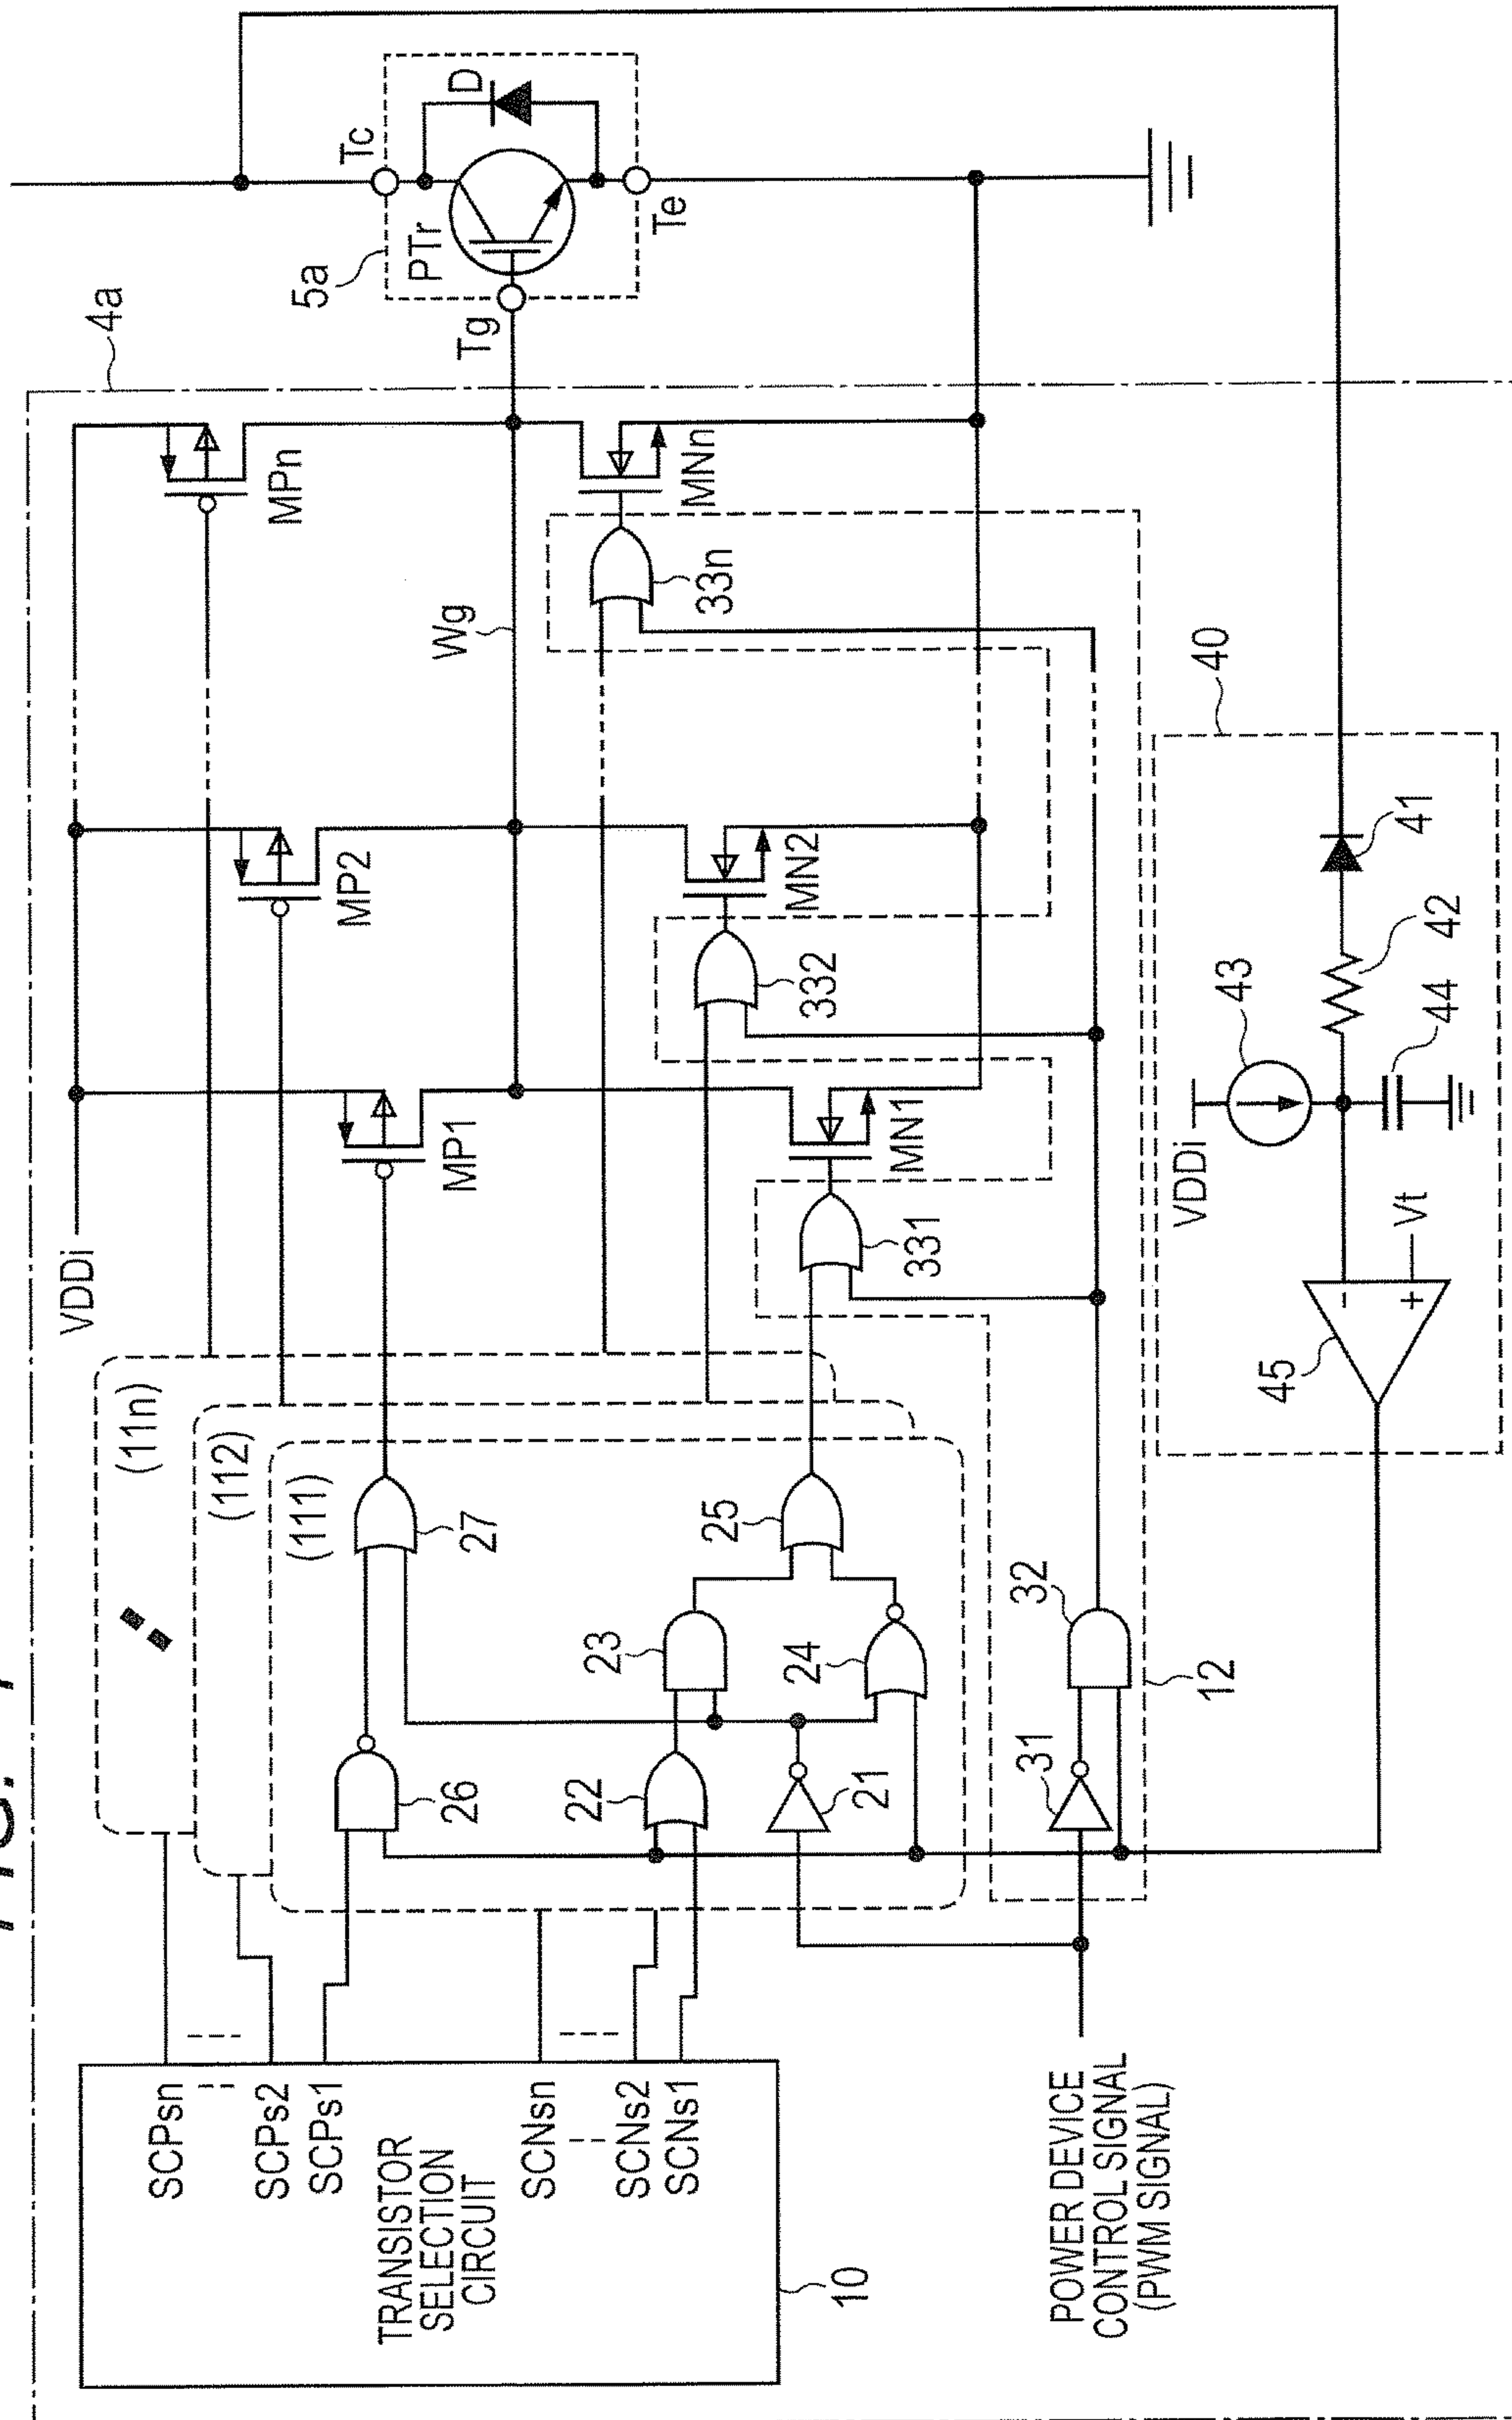 4a
VDDi
(11n)
(112)
(111)
MPn
MP2
MP1
5a
PTr
D
Tc
Tg
Te
Wg
SCPsn
SCPs2
SCPs1
TRANSISTOR
SELECTION
CIRCUIT
SCNsn
SCNs2
SCNs1
10
26
27
22
23
25
24
21
MNn
MN2
MN1
33n
332
331
31
32
12
POWER DEVICE
CONTROL SIGNAL
(PWM SIGNAL)
40
VDDi
43
41
42
44
45
-
+
Vt